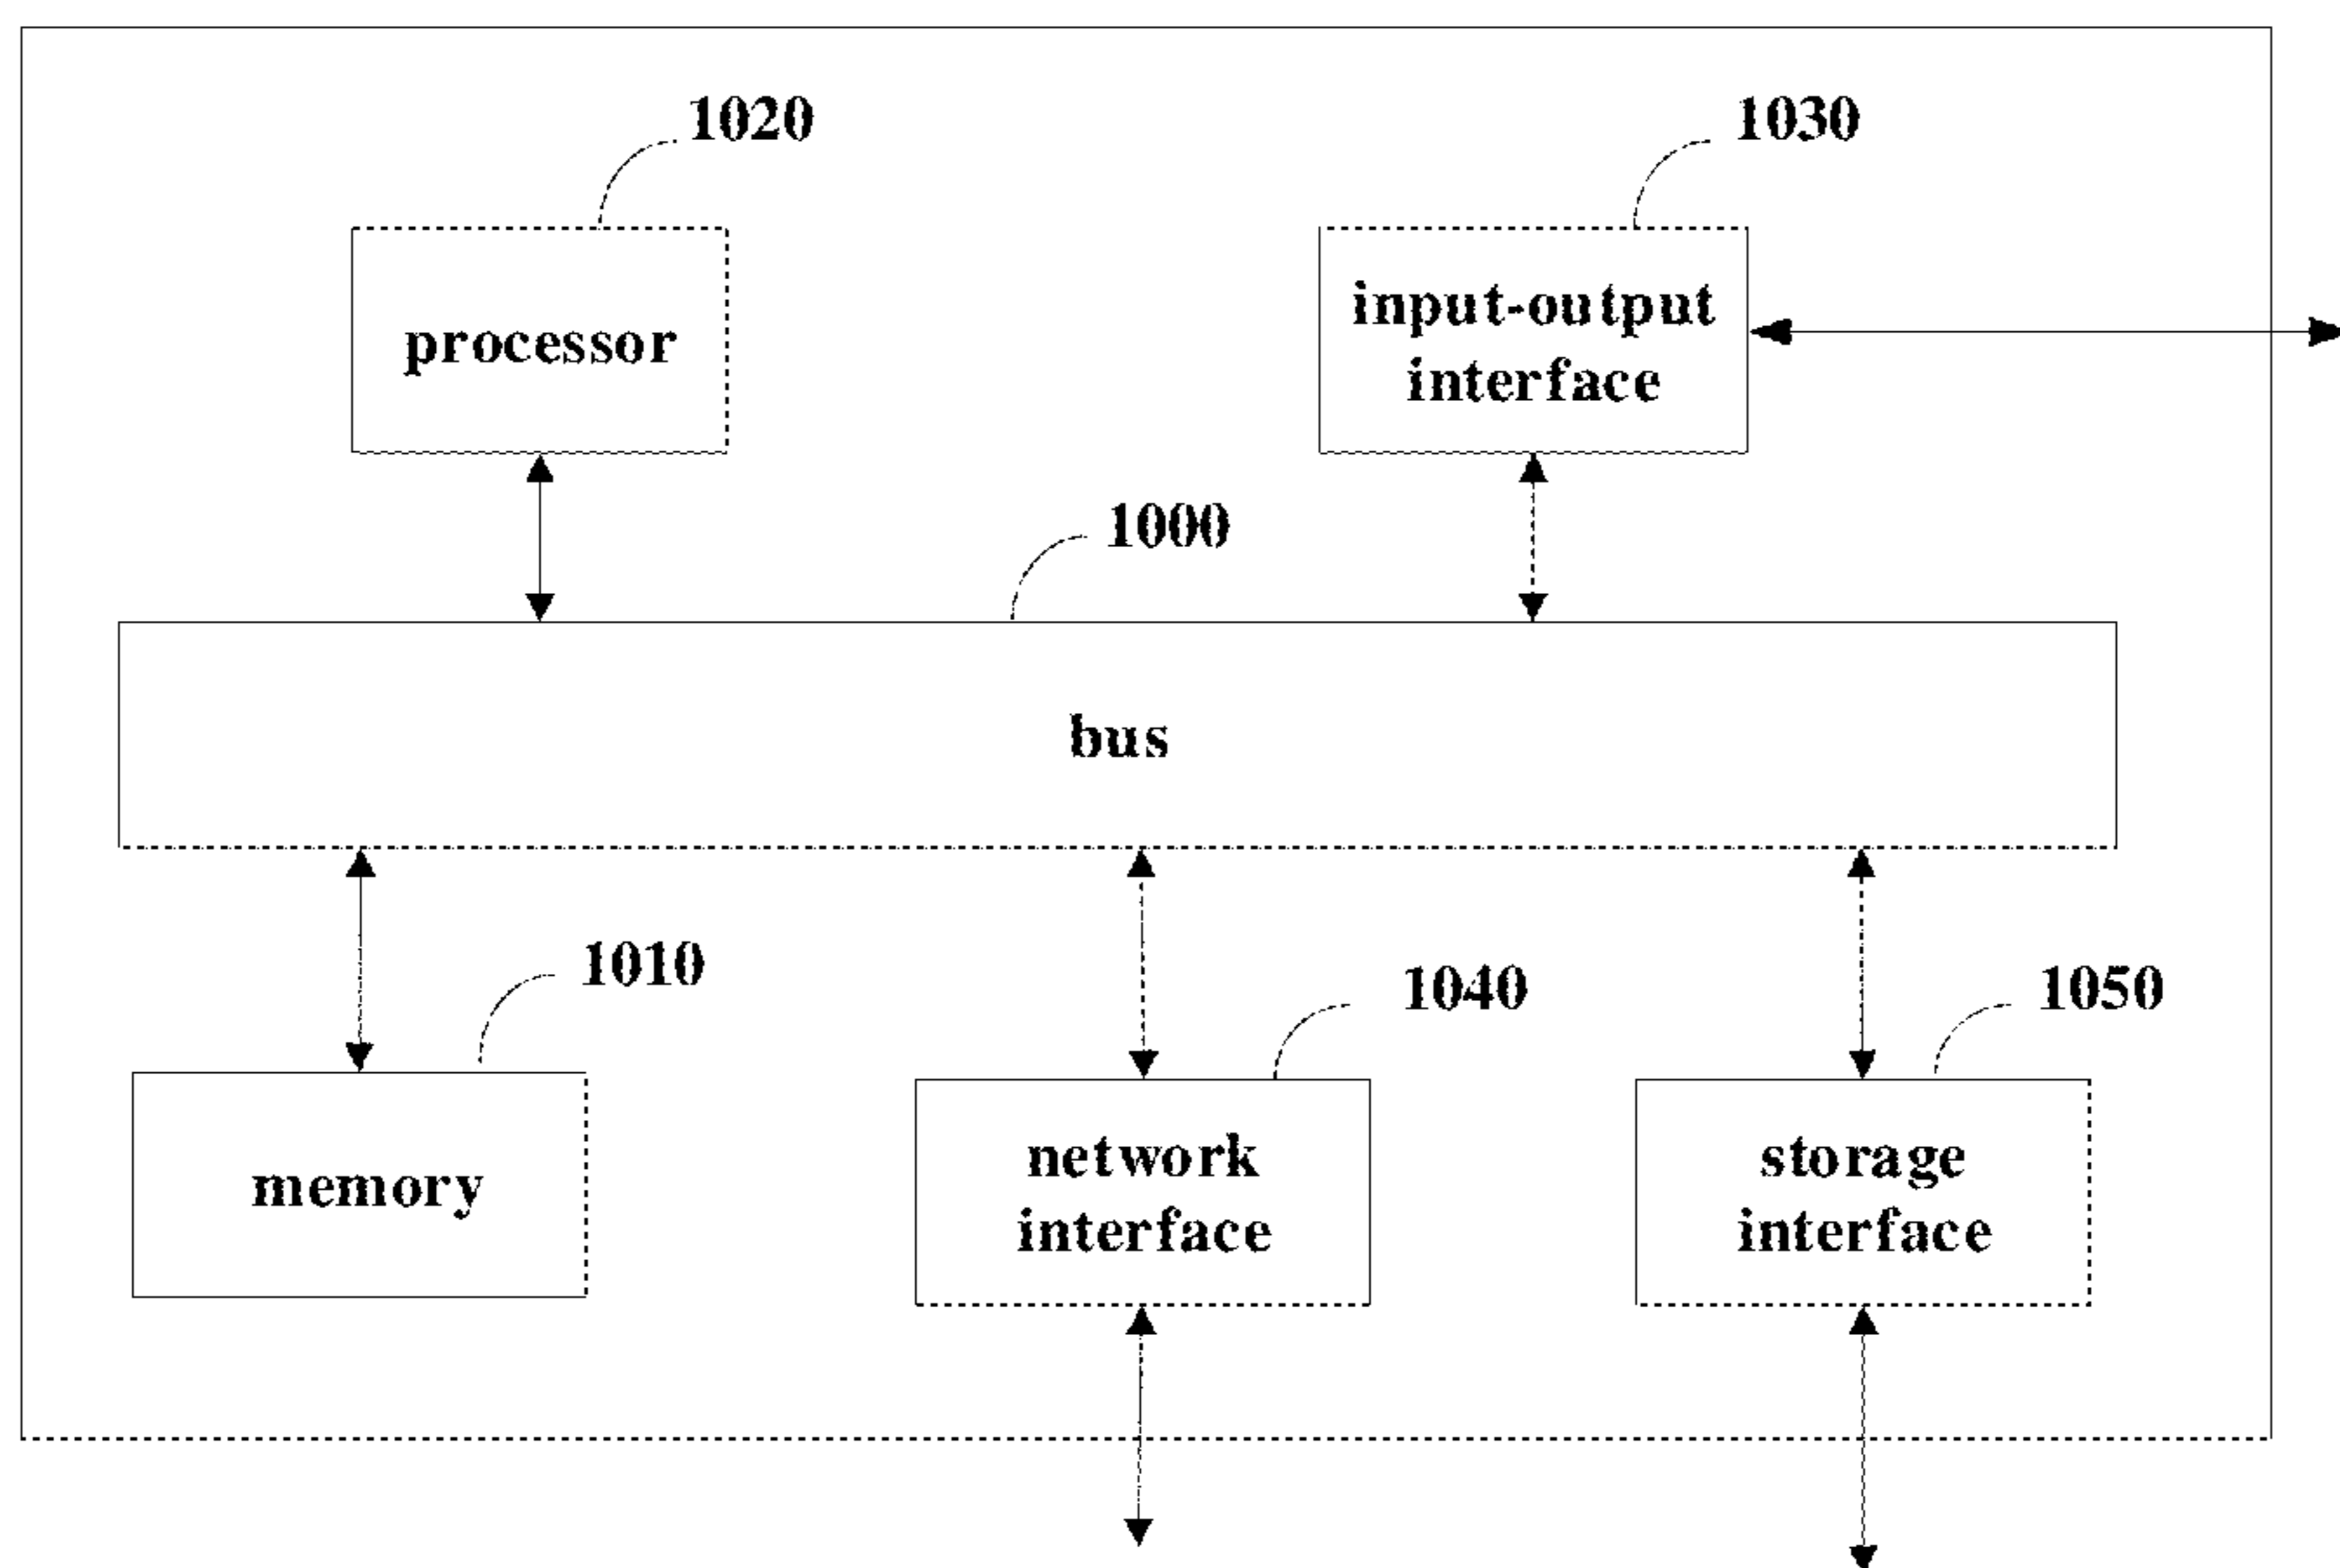 1020
1030
processor
input-output
interface
1000
bus
1010
1040
1050
memory
network
interface
storage
interface